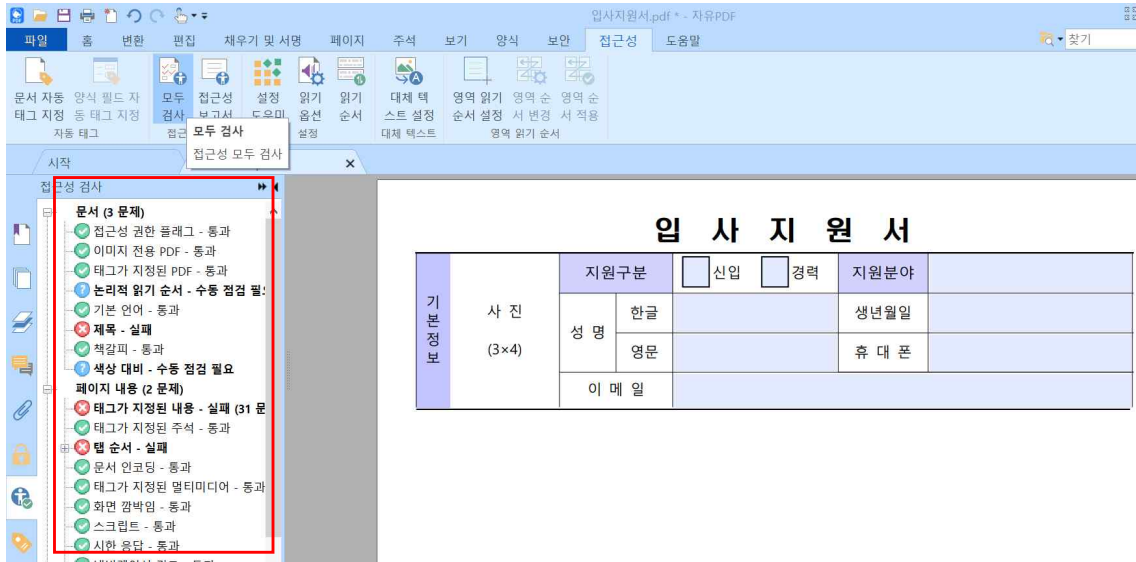 입사지원서.pdf * - 자유PDF
파일 홈 변환 편집 채우기 및 서명 페이지 주석 보기 양식 보안 접근성 도움말 찾기
문서 자동 태그 지정
양식 필드 자동 태그 지정
모두 검사
접근성 보고서
설정 도우미
읽기 옵션
읽기 순서
대체 텍스트 설정
영역 읽기 순서 설정
영역 순서 변경
영역 순서 적용
자동 태그 설정 대체 텍스트 영역 읽기 순서
모두 검사
접근성 모두 검사
시작
접근성 검사
문서 (3 문제)
접근성 권한 플래그 - 통과
이미지 전용 PDF - 통과
태그가 지정된 PDF - 통과
논리적 읽기 순서 - 수동 점검
기본 언어 - 통과
제목 - 실패
책갈피 - 통과
색상 대비 - 수동 점검 필요
페이지 내용 (2 문제)
태그가 지정된 내용 - 실패 (31
태그가 지정된 주석 - 통과
탭 순서 - 실패
문서 인코딩 - 통과
태그가 지정된 멀티미디어 - 통과
화면 깜박임 - 통과
스크립트 - 통과
시한 응답 - 통과
입 사 지 원 서
기본정보
사 진
(3×4)
지원구분 신입 경력 지원분야
성 명 한글 생년월일
영문 휴 대 폰
이 메 일